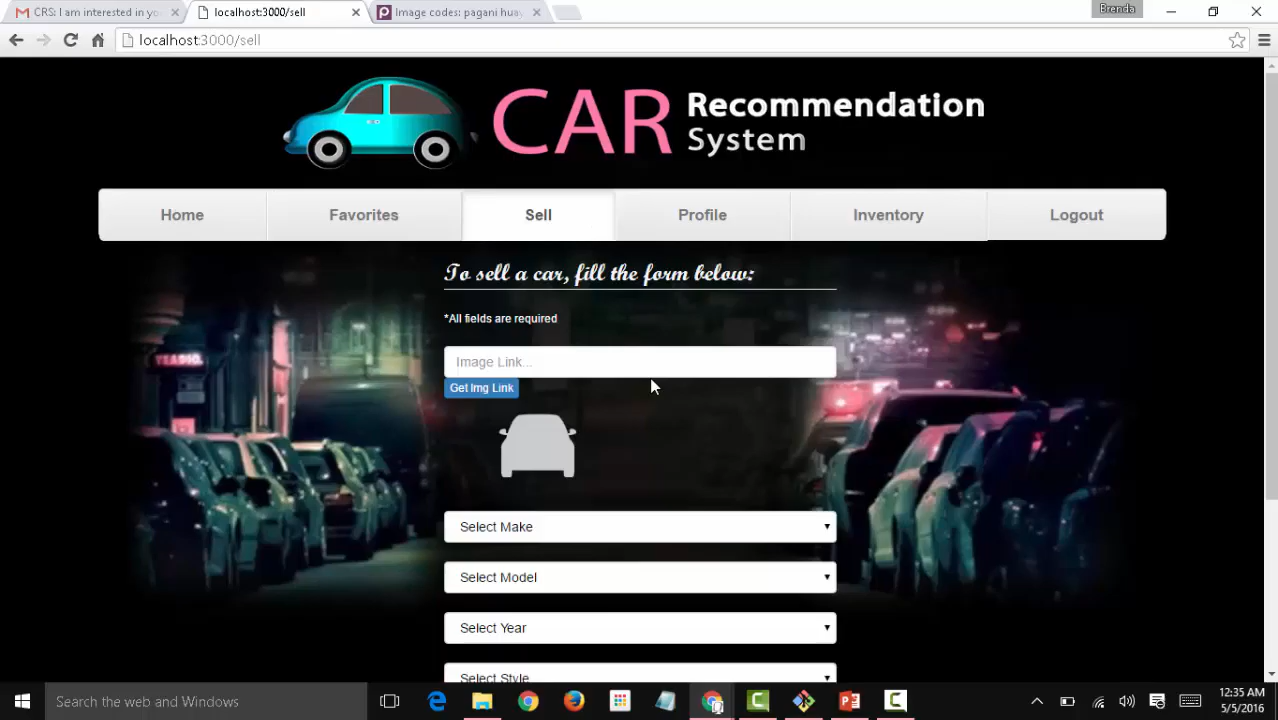 CRS: I am interested in yo
localhost:3000/sell
Image codes: pagani huay
Brenda
localhost:3000/sell
CAR Recommendation System
Home
Favorites
Sell
Profile
Inventory
Logout
To sell a car, fill the form below:
*All fields are required
Image Link...
Get Img Link
Select Make
Select Model
Select Year
Select Style
Search the web and Windows
12:35 AM
5/5/2016